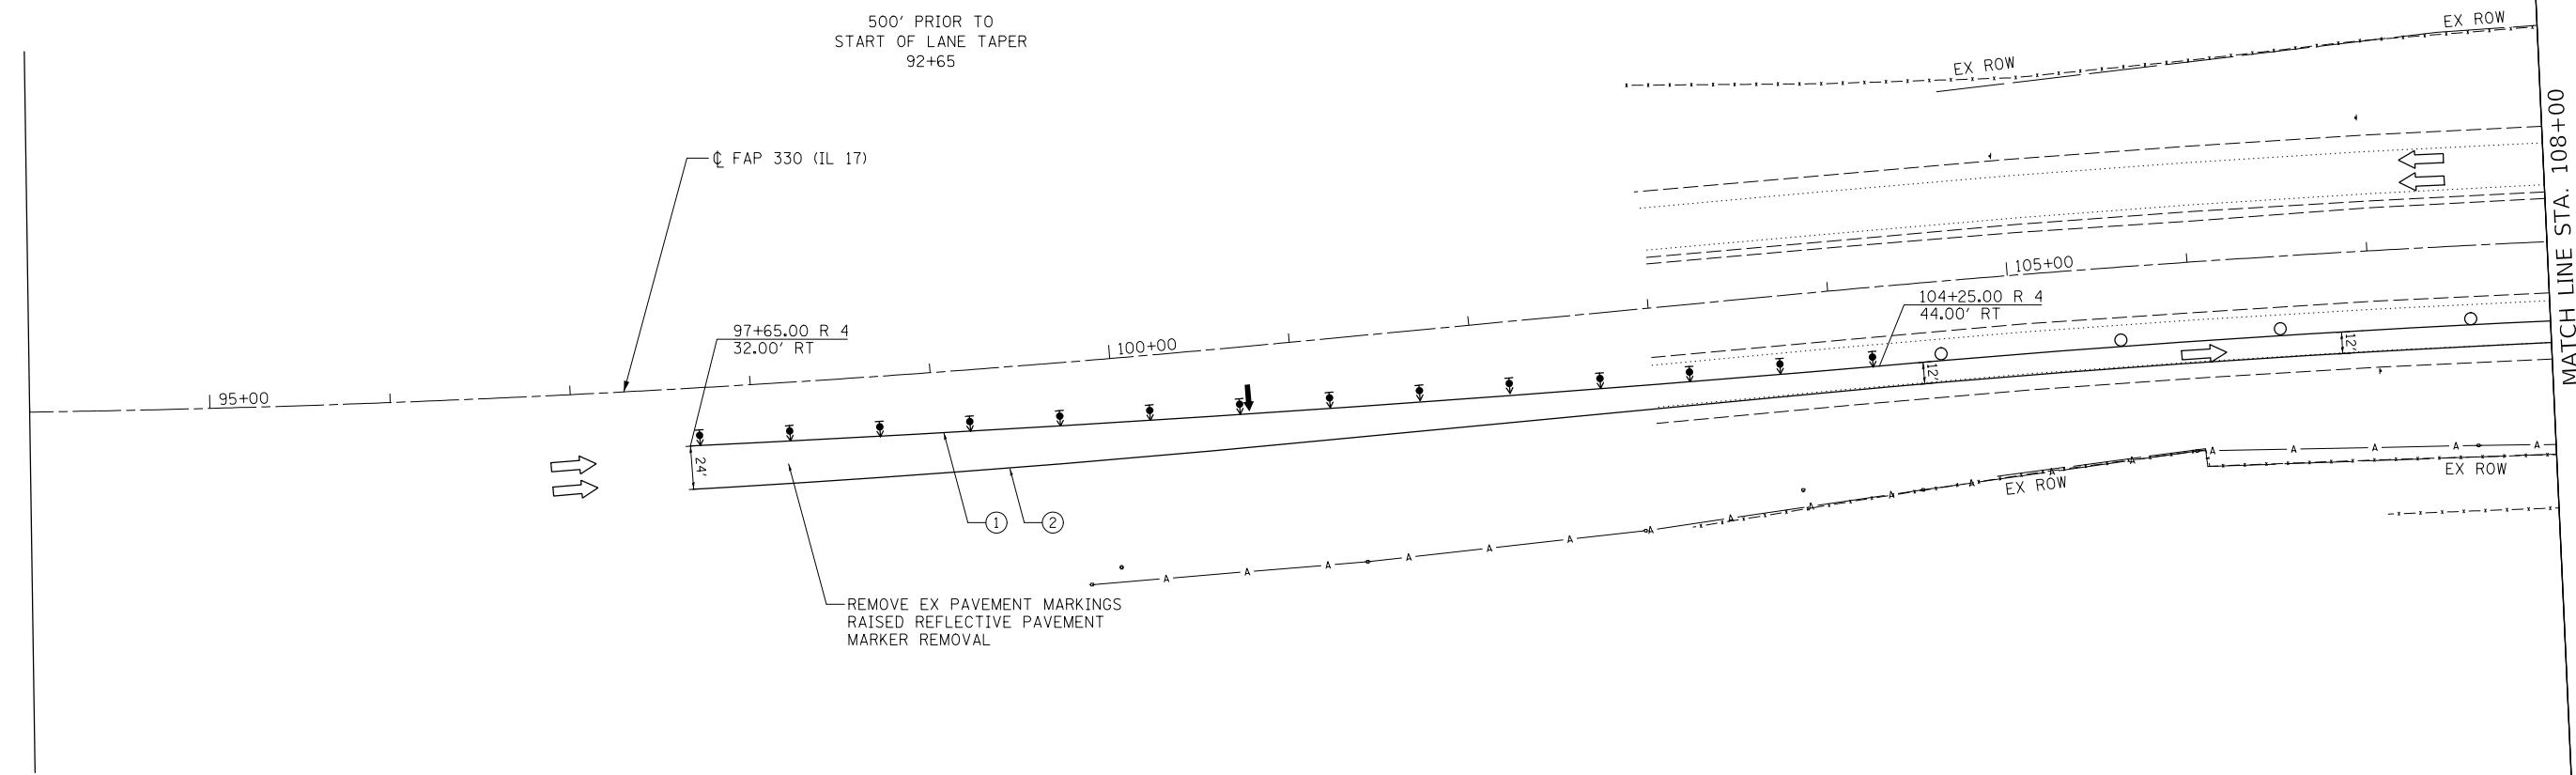 500' PRIOR TO
START OF LANE TAPER
92+65
EX ROW
EX ROW
℄ FAP 330 (IL 17)
MATCH LINE STA. 108+00
105+00
104+25.00 R 4
44.00' RT
97+65.00 R 4
32.00' RT
100+00
95+00
12'
12'
24'
A A A A A A A A A A A A A A A A A A
EX ROW
EX ROW
1
2
REMOVE EX PAVEMENT MARKINGS
RAISED REFLECTIVE PAVEMENT
MARKER REMOVAL